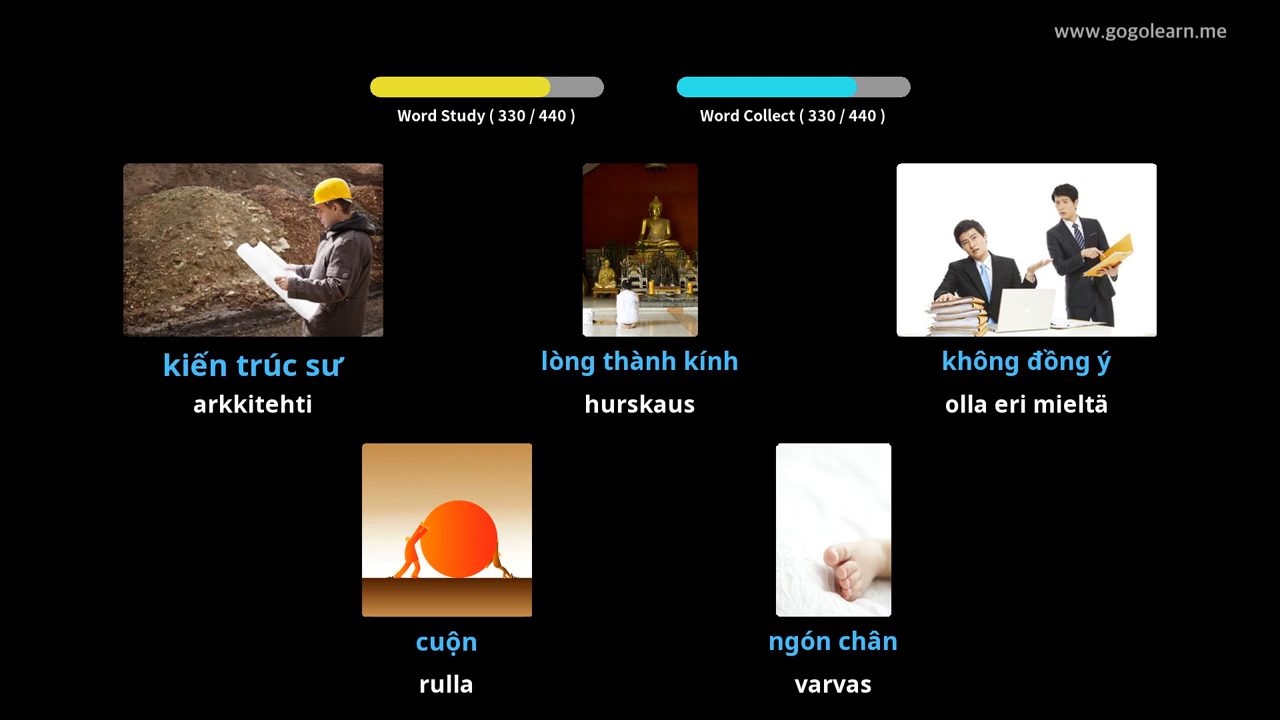 www.gogolearn.me
Word Study ( 330 / 440 )
Word Collect ( 330 / 440 )
kiến trúc sư
arkkitehti
lòng thành kính
hurskaus
không đồng ý
olla eri mieltä
cuộn
rulla
ngón chân
varvas